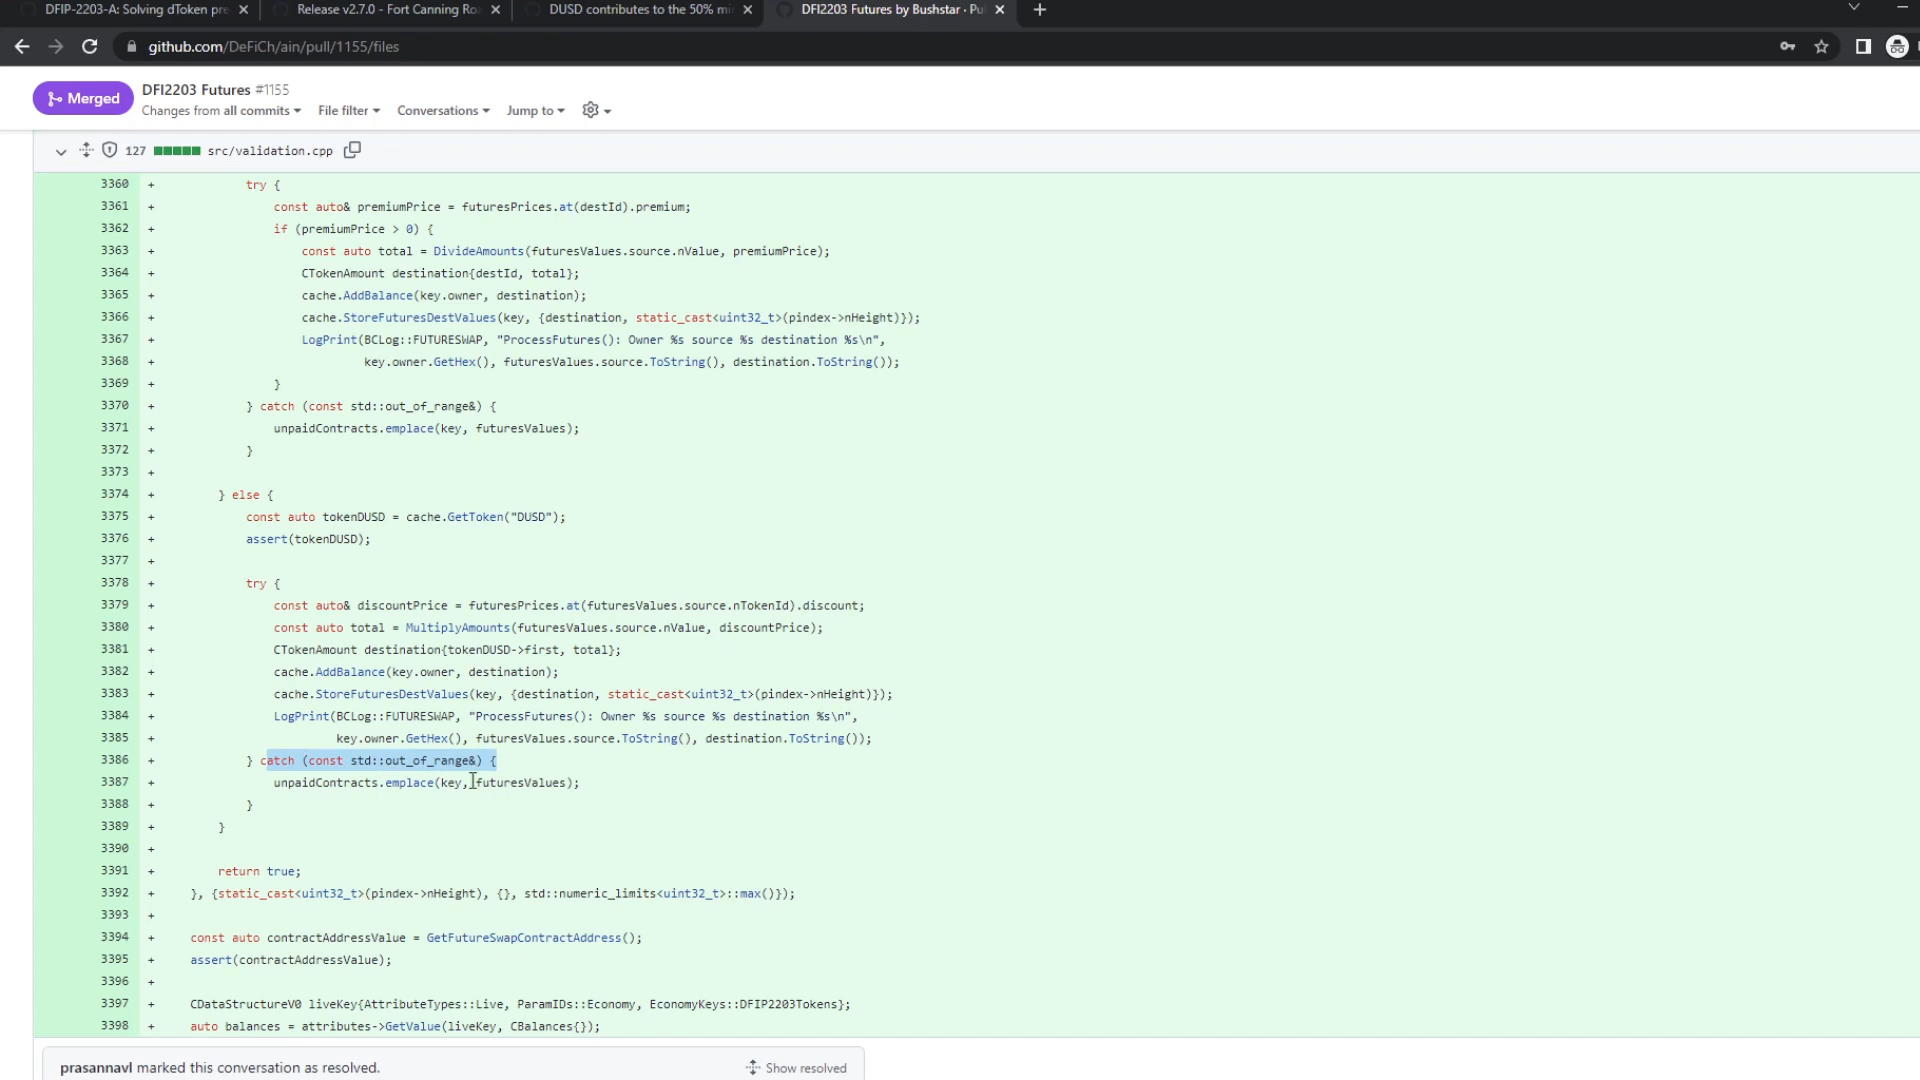 DFIP-2203-A: Solving dToken pre
Release v2.7.0 - Fort Canning Ro
DUSD contributes to the 50% mi
DFI2203 Futures by Bushstar · Pu
github.com/DeFiCh/ain/pull/1155/files
Merged
DFI2203 Futures #1155
Changes from all commits File filter Conversations Jump to
127 src/validation.cpp
3360 + try {
3361 + const auto& premiumPrice = futuresPrices.at(destId).premium;
3362 + if (premiumPrice > 0) {
3363 + const auto total = DivideAmounts(futuresValues.source.nValue, premiumPrice);
3364 + CTokenAmount destination{destId, total};
3365 + cache.AddBalance(key.owner, destination);
3366 + cache.StoreFuturesDestValues(key, {destination, static_cast<uint32_t>(pindex->nHeight)});
3367 + LogPrint(BCLog::FUTURESWAP, "ProcessFutures(): Owner %s source %s destination %s\n",
3368 + key.owner.GetHex(), futuresValues.source.ToString(), destination.ToString());
3369 + }
3370 + } catch (const std::out_of_range&) {
3371 + unpaidContracts.emplace(key, futuresValues);
3372 + }
3373 +
3374 + } else {
3375 + const auto tokenDUSD = cache.GetToken("DUSD");
3376 + assert(tokenDUSD);
3377 +
3378 + try {
3379 + const auto& discountPrice = futuresPrices.at(futuresValues.source.nTokenId).discount;
3380 + const auto total = MultiplyAmounts(futuresValues.source.nValue, discountPrice);
3381 + CTokenAmount destination{tokenDUSD->first, total};
3382 + cache.AddBalance(key.owner, destination);
3383 + cache.StoreFuturesDestValues(key, {destination, static_cast<uint32_t>(pindex->nHeight)});
3384 + LogPrint(BCLog::FUTURESWAP, "ProcessFutures(): Owner %s source %s destination %s\n",
3385 + key.owner.GetHex(), futuresValues.source.ToString(), destination.ToString());
3386 + } catch (const std::out_of_range&) {
3387 + unpaidContracts.emplace(key, futuresValues);
3388 + }
3389 + }
3390 +
3391 + return true;
3392 + }, {static_cast<uint32_t>(pindex->nHeight), {}, std::numeric_limits<uint32_t>::max()});
3393 +
3394 + const auto contractAddressValue = GetFutureSwapContractAddress();
3395 + assert(contractAddressValue);
3396 +
3397 + CDataStructureV0 liveKey{AttributeTypes::Live, ParamIDs::Economy, EconomyKeys::DFIP2203Tokens};
3398 + auto balances = attributes->GetValue(liveKey, CBalances{});
prasannavl marked this conversation as resolved. Show resolved